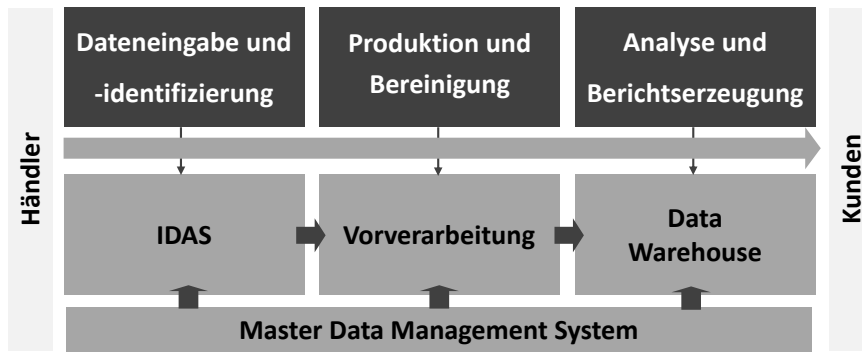 Händler
Dateneingabe und
-identifizierung
Produktion und
Bereinigung
Analyse und
Berichtserzeugung
IDAS
Vorverarbeitung
Data
Warehouse
Master Data Management System
Kunden